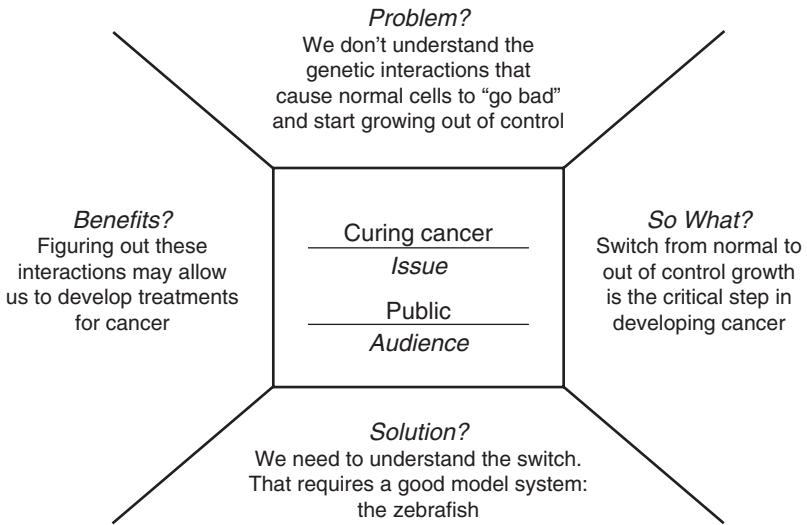 Problem?
We don’t understand the
genetic interactions that
cause normal cells to “go bad”
and start growing out of control
Benefits?
Figuring out these
interactions may allow
us to develop treatments
for cancer
Curing cancer
Issue
Public
Audience
So What?
Switch from normal to
out of control growth
is the critical step in
developing cancer
Solution?
We need to understand the switch.
That requires a good model system:
the zebrafish